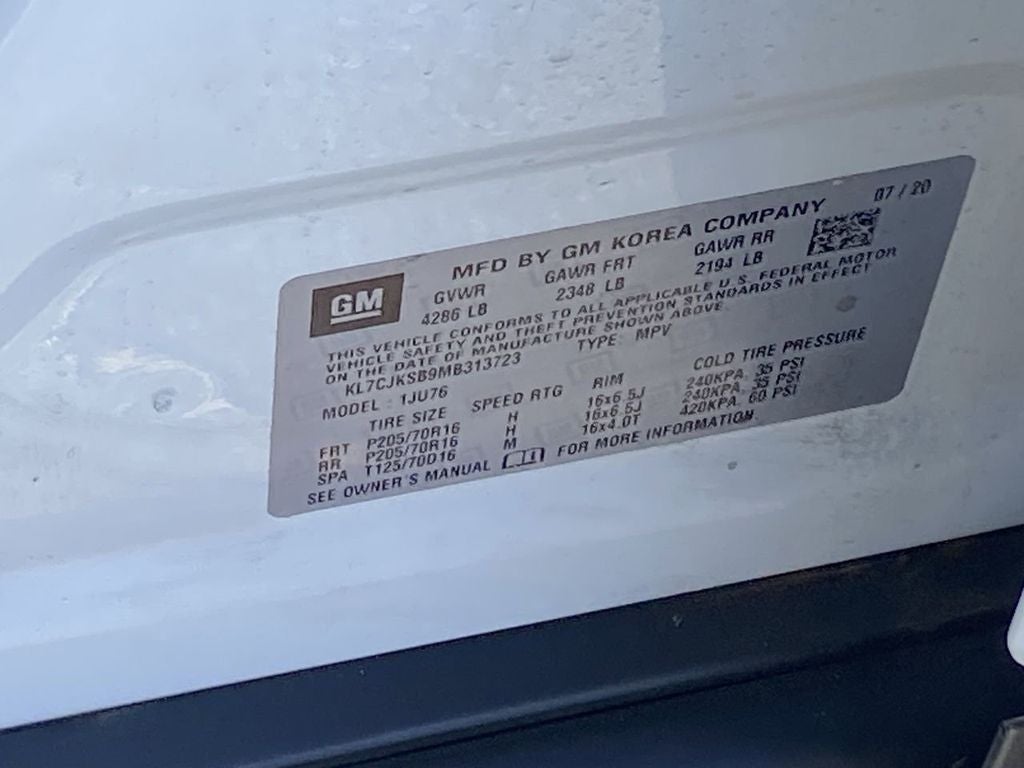 GM
MFD BY GM KOREA COMPANY 07 / 20
GVWR GAWR FRT GAWR RR
4286 LB 2348 LB 2194 LB
THIS VEHICLE CONFORMS TO ALL APPLICABLE U.S. FEDERAL MOTOR
VEHICLE SAFETY AND THEFT PREVENTION STANDARDS IN EFFECT
ON THE DATE OF MANUFACTURE SHOWN ABOVE.
KL7CJKSB9MB313723 TYPE: MPV
MODEL : 1JU76
TIRE SIZE SPEED RTG RIM COLD TIRE PRESSURE
FRT P205/70R16 H 16x6.5J 240KPA, 35 PSI
RR P205/70R16 H 16x6.5J 240KPA, 35 PSI
SPA T125/70D16 M 16x4.0T 420KPA, 60 PSI
SEE OWNER'S MANUAL FOR MORE INFORMATION.